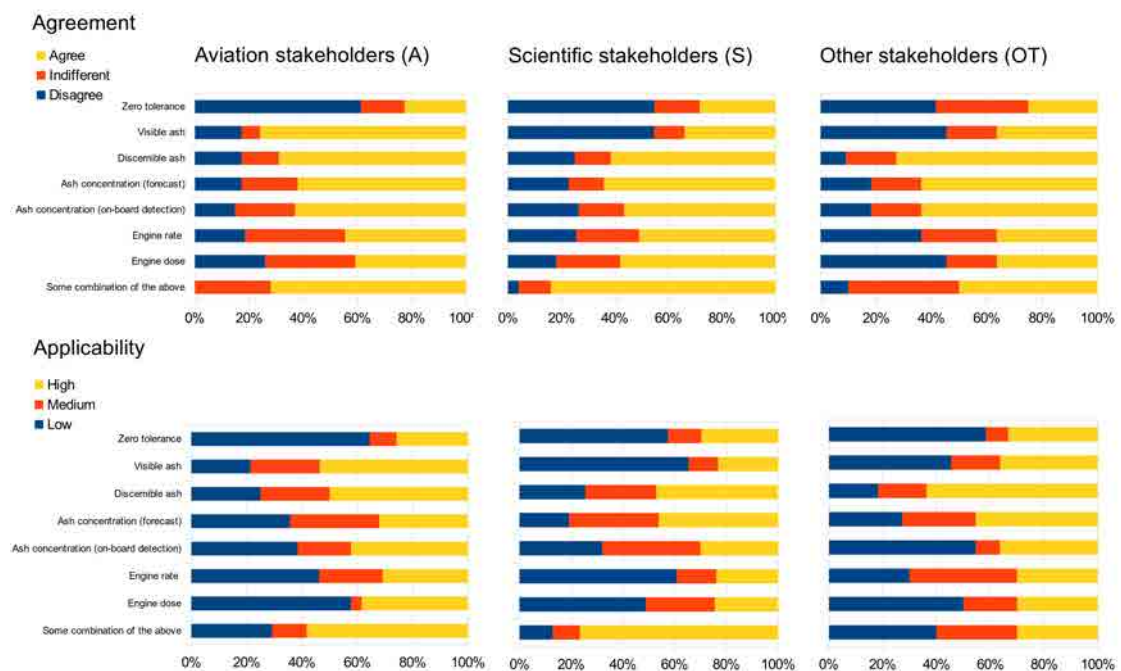 Agreement
Agree
Indifferent
Disagree
Aviation stakeholders (A)
Scientific stakeholders (S)
Other stakeholders (OT)
Zero tolerance
Visible ash
Discernible ash
Ash concentration (forecast)
Ash concentration (on-board detection)
Engine rate
Engine dose
Some combination of the above
0% 20% 40% 60% 80% 100%
0% 20% 40% 60% 80% 100%
0% 20% 40% 60% 80% 100%
Applicability
High
Medium
Low
Zero tolerance
Visible ash
Discernible ash
Ash concentration (forecast)
Ash concentration (on-board detection)
Engine rate
Engine dose
Some combination of the above
0% 20% 40% 60% 80% 100%
0% 20% 40% 60% 80% 100%
0% 20% 40% 60% 80% 100%